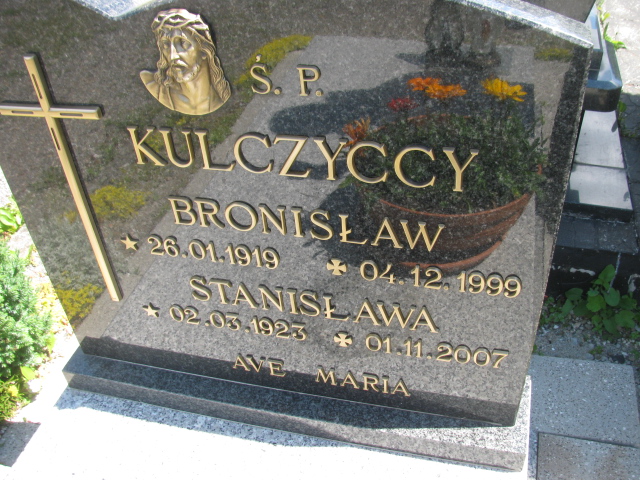 Ś. P.
KULCZYCCY
BRONISŁAW
26.01.1919 04.12.1999
STANISŁAWA
02.03.1923 01.11.2007
AVE MARIA